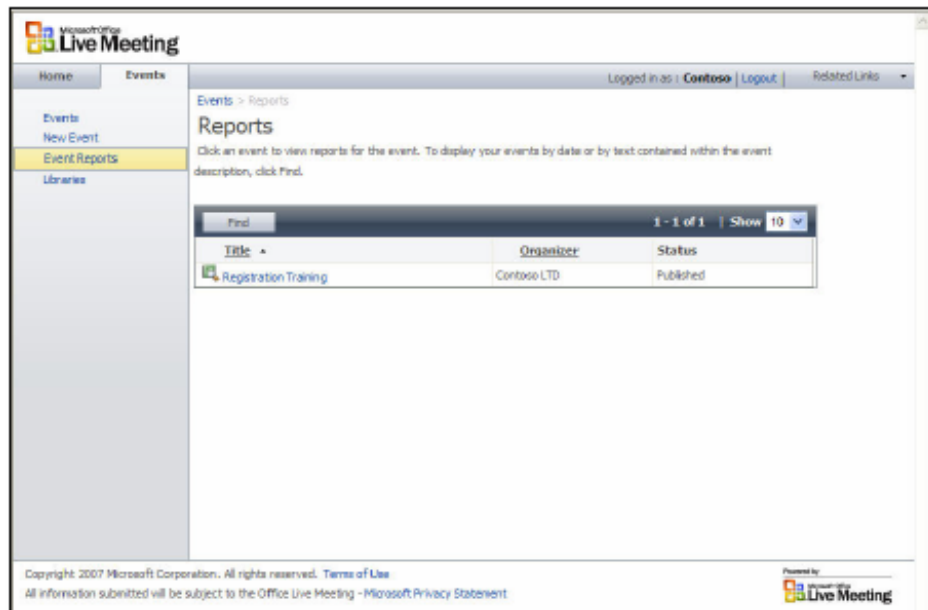 Microsoft Office
Live Meeting
Home Events Logged in as : Contoso | Logout | Related Links
Events > Reports
Events
New Event
Event Reports
Libraries
Reports
Click an event to view reports for the event. To display your events by date or by text contained within the event
description, click Find.
Find 1 - 1 of 1 | Show 10
Title Organizer Status
Registration Training Contoso LTD Published
Copyright 2007 Microsoft Corporation. All rights reserved. Terms of Use
All information submitted will be subject to the Office Live Meeting - Microsoft Privacy Statement
Powered by
Microsoft Office
Live Meeting